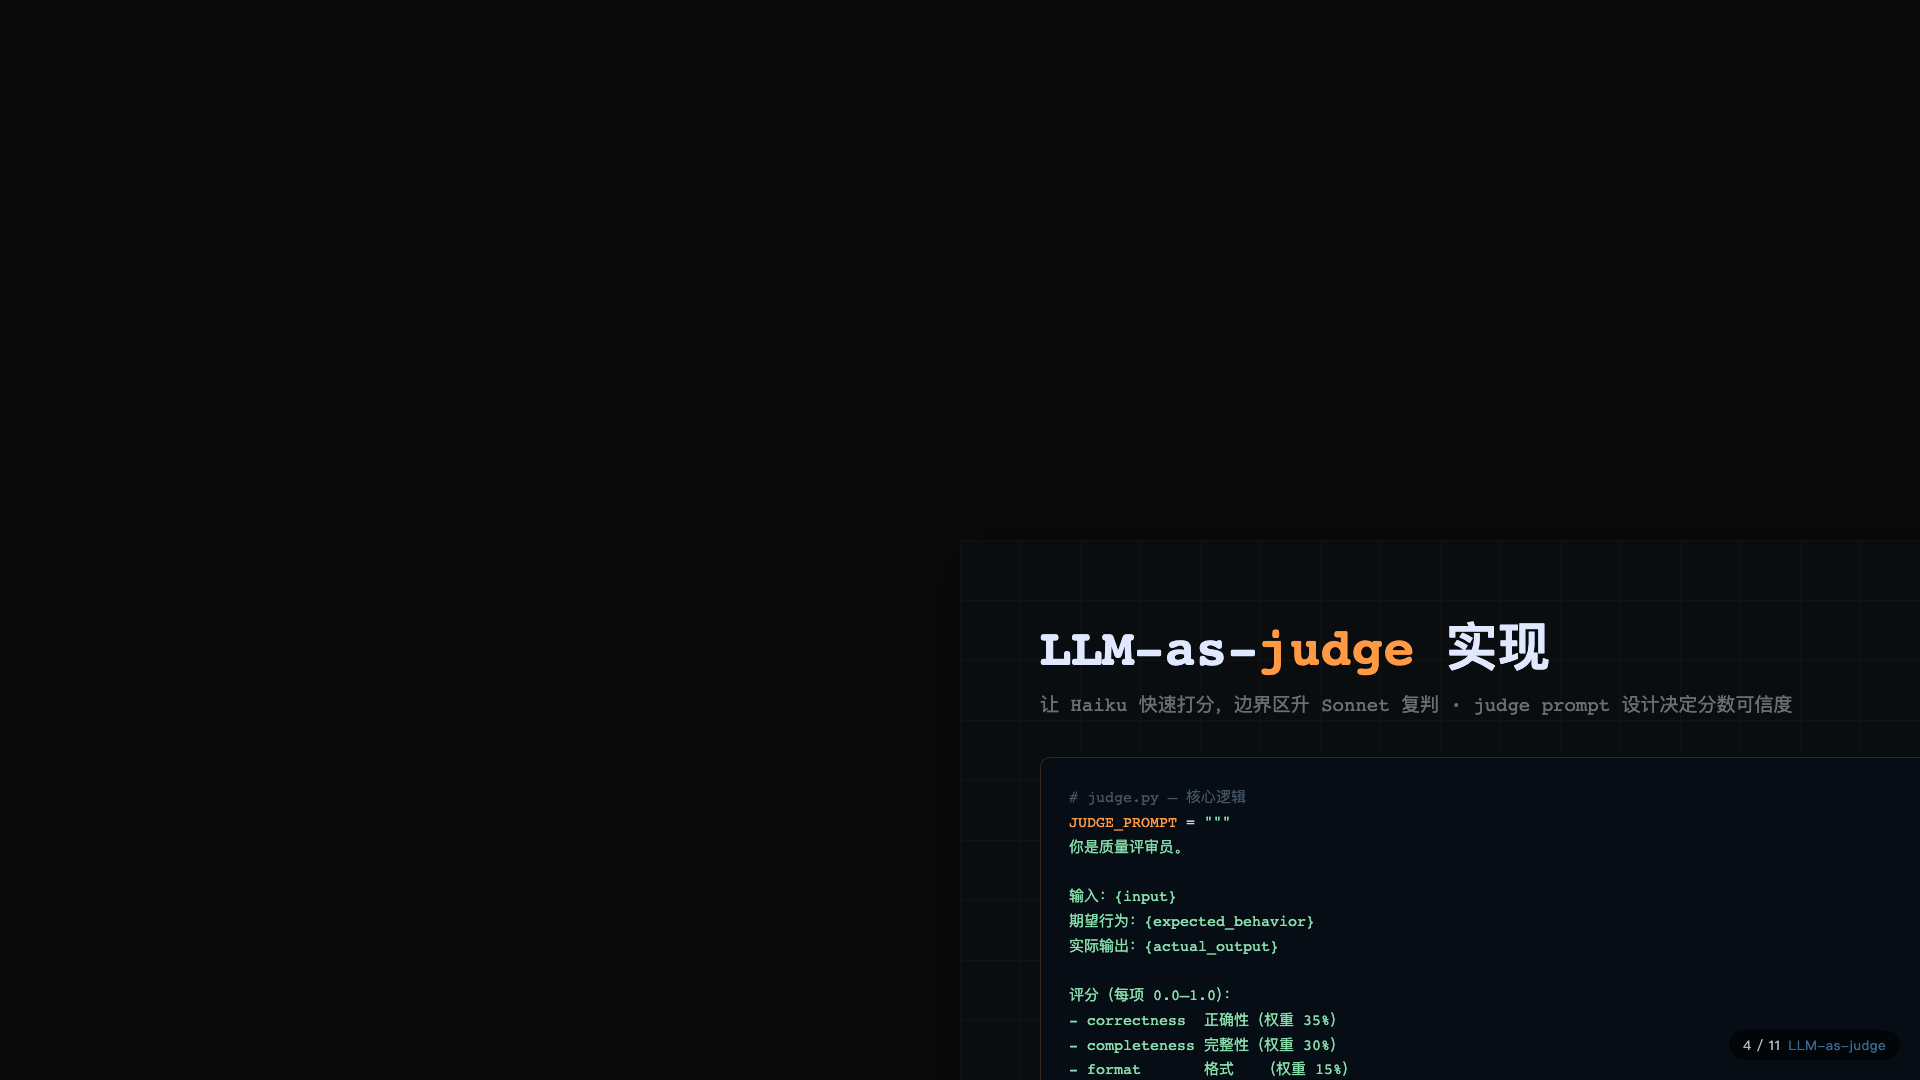 LLM-as-judge 实现
让 Haiku 快速打分，边界区升 Sonnet 复判 · judge prompt 设计决定分数可信度
# judge.py — 核心逻辑
JUDGE_PROMPT = """
你是质量评审员。
输入：{input}
期望行为：{expected_behavior}
实际输出：{actual_output}
评分（每项 0.0–1.0）：
- correctness  正确性（权重 35%）
- completeness 完整性（权重 30%）
- format       格式   （权重 15%）
4 / 11 LLM-as-judge